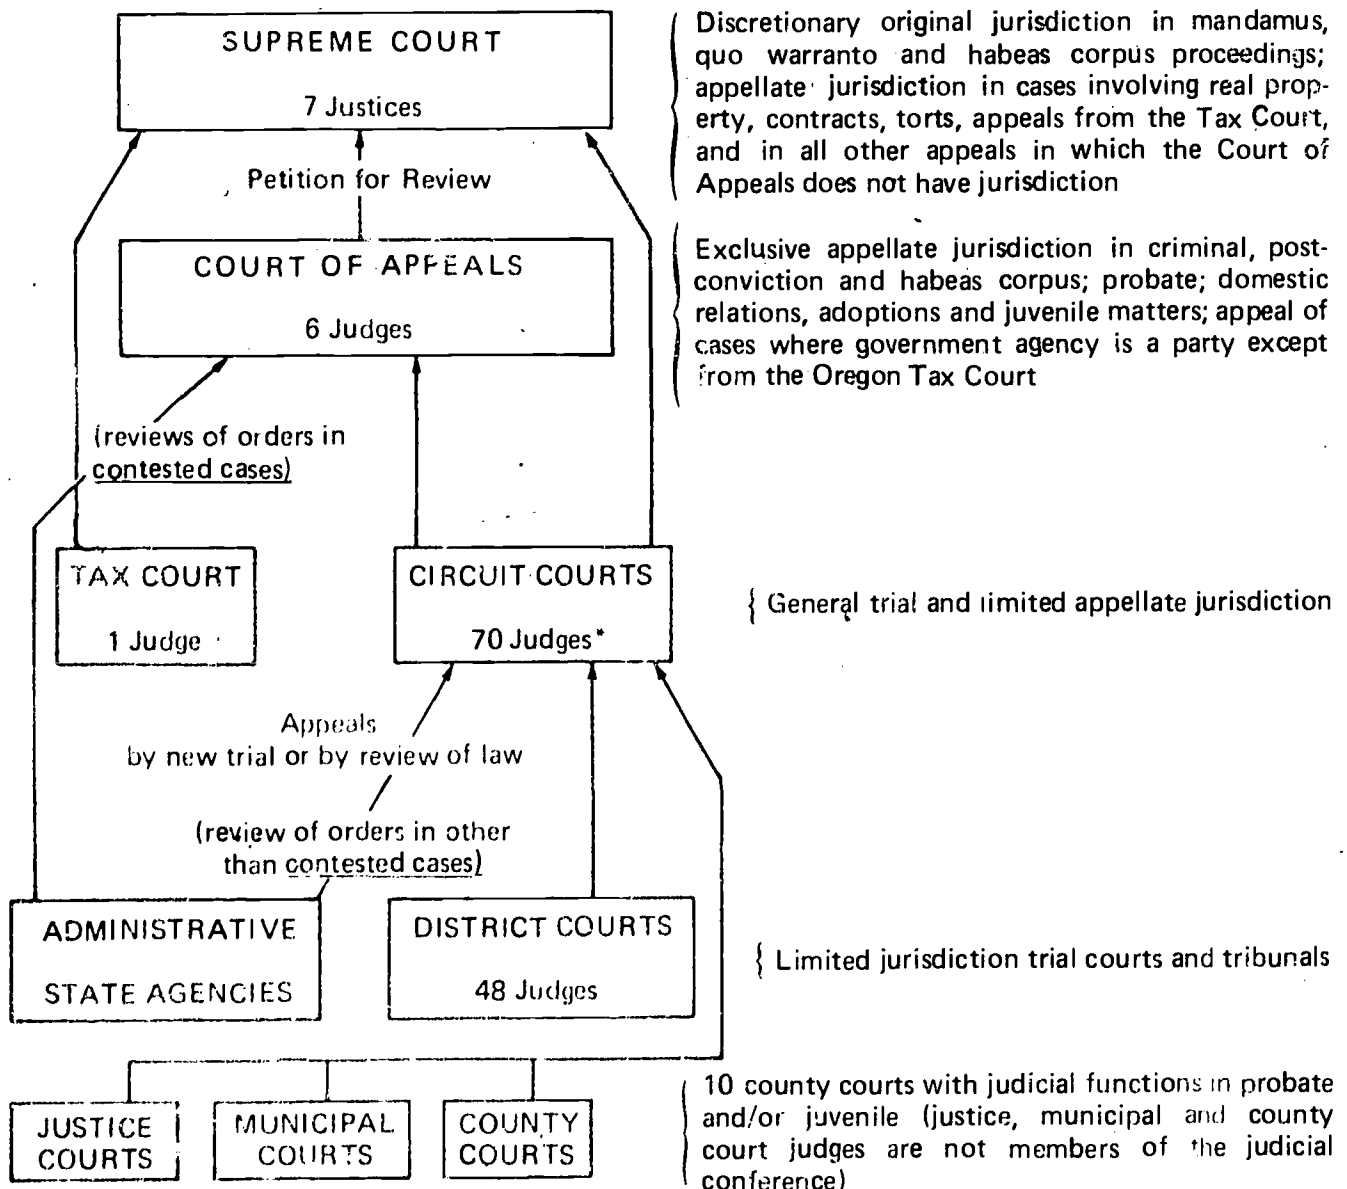 SUPREME COURT
7 Justices
Discretionary original jurisdiction in mandamus,
quo warranto and habeas corpus proceedings;
appellate jurisdiction in cases involving real prop-
erty, contracts, torts, appeals from the Tax Court,
and in all other appeals in which the Court of
Appeals does not have jurisdiction
Petition for Review
COURT OF APPEALS
6 Judges
Exclusive appellate jurisdiction in criminal, post-
conviction and habeas corpus; probate; domestic
relations, adoptions and juvenile matters; appeal of
cases where government agency is a party except
from the Oregon Tax Court
(reviews of orders in
contested cases)
TAX COURT
1 Judge
CIRCUIT COURTS
70 Judges*
General trial and limited appellate jurisdiction
Appeals
by new trial or by review of law
(review of orders in other
than contested cases)
ADMINISTRATIVE
STATE AGENCIES
DISTRICT COURTS
48 Judges
Limited jurisdiction trial courts and tribunals
JUSTICE
COURTS
MUNICIPAL
COURTS
COUNTY
COURTS
10 county courts with judicial functions in probate
and/or juvenile (justice, municipal and county
court judges are not members of the judicial
conference)